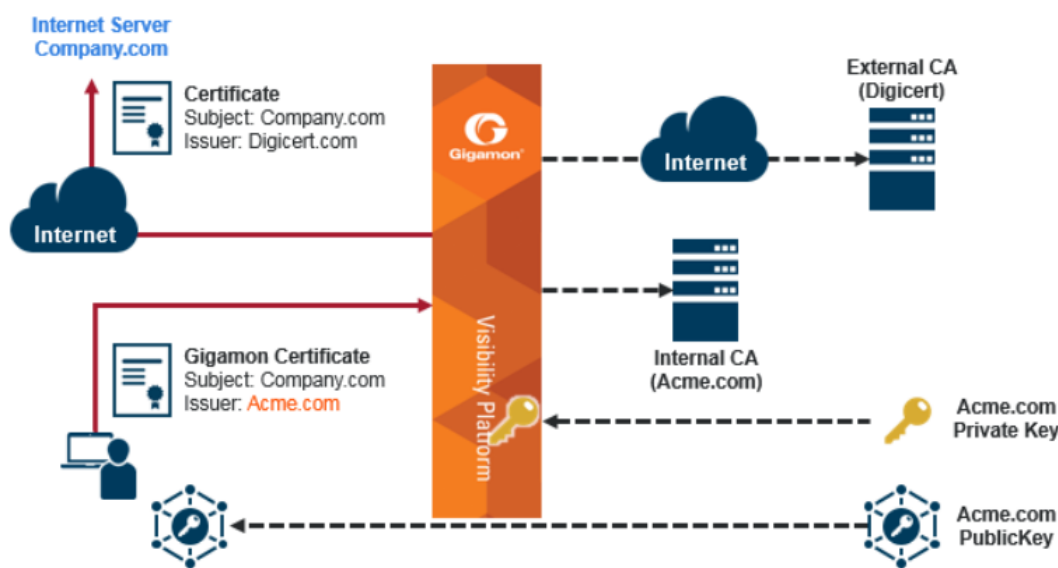 Internet Server
Company.com
Certificate
Subject: Company.com
Issuer: Digicert.com
Internet
Gigamon®
Internet
External CA
(Digicert)
Internal CA
(Acme.com)
Visibility Platform
Gigamon Certificate
Subject: Company.com
Issuer: Acme.com
Acme.com
Private Key
Acme.com
PublicKey